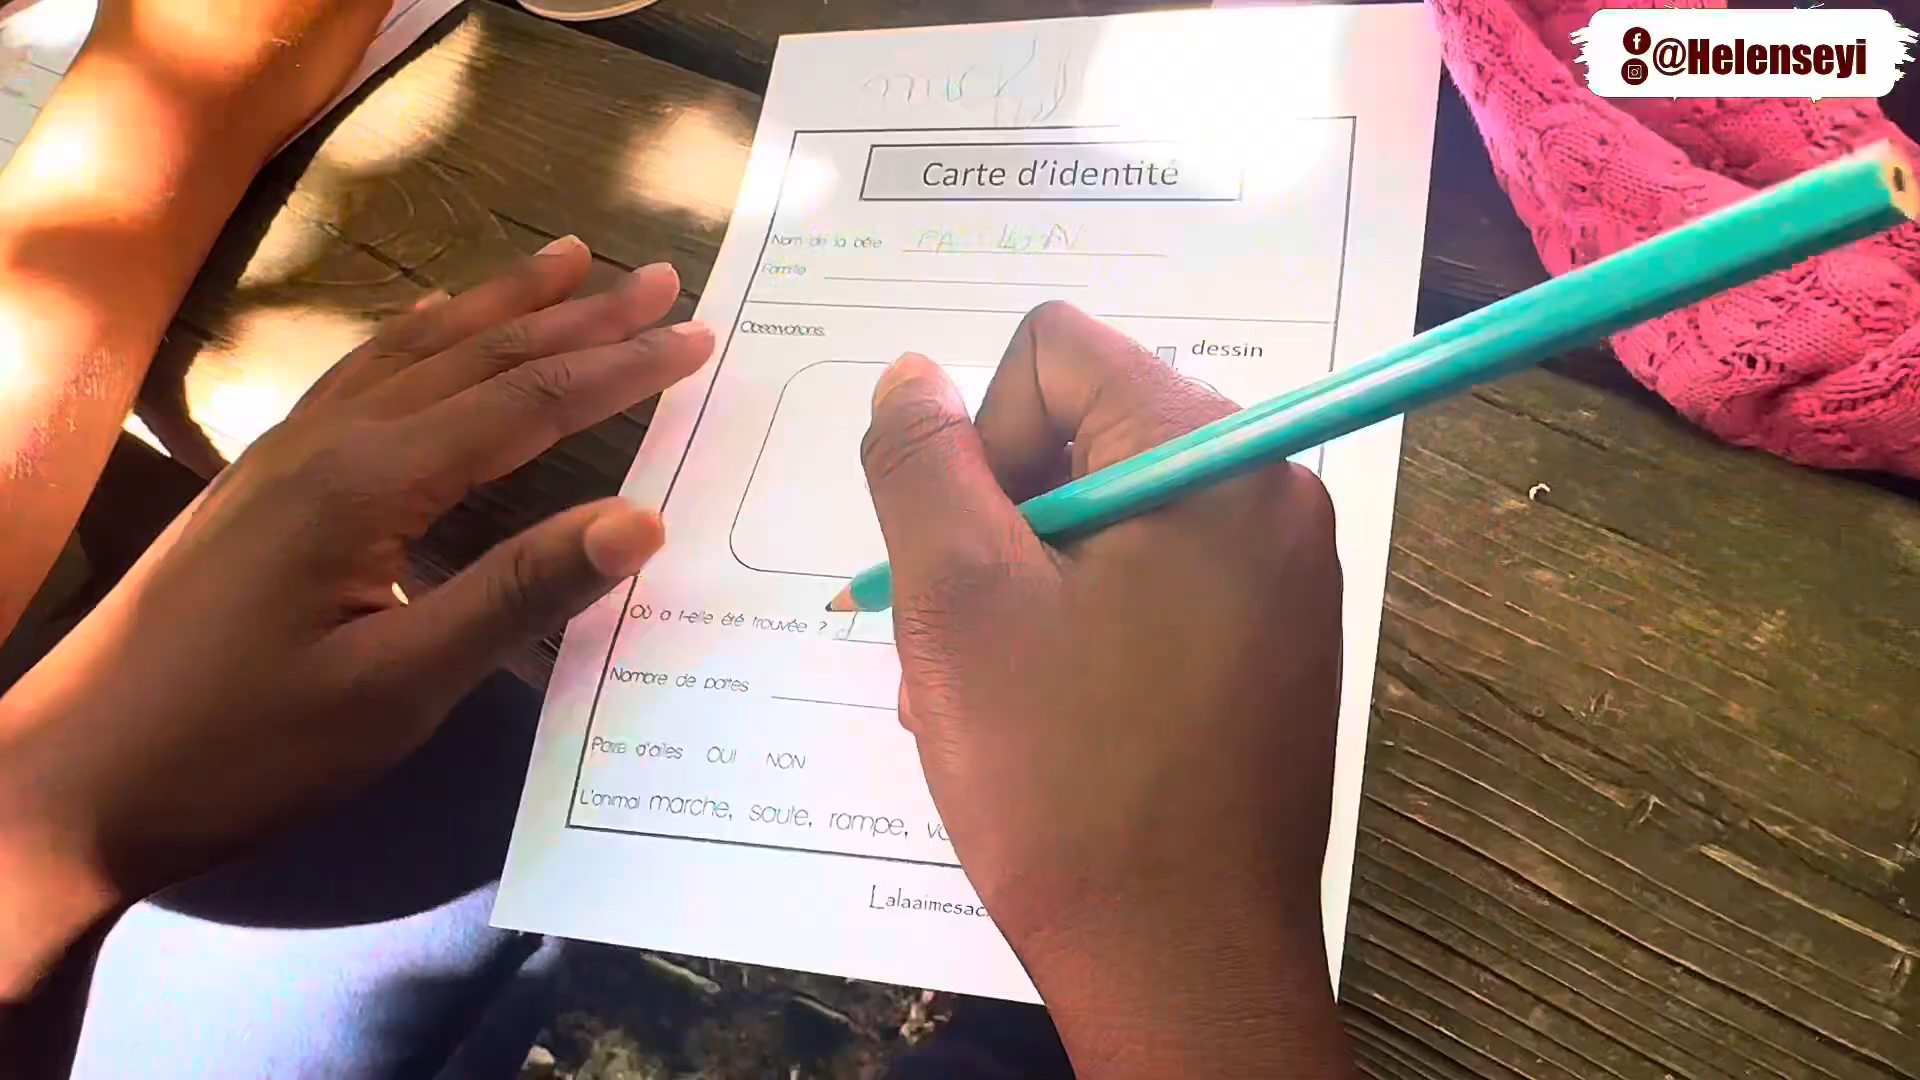 @Helenseyi
Carte d'identité
Nom de la bête
Famille
Observations
dessin
Où a t-elle été trouvée ?
Nombre de pattes
Paire d'ailes OUI NON
L'animal marche, saute, rampe,